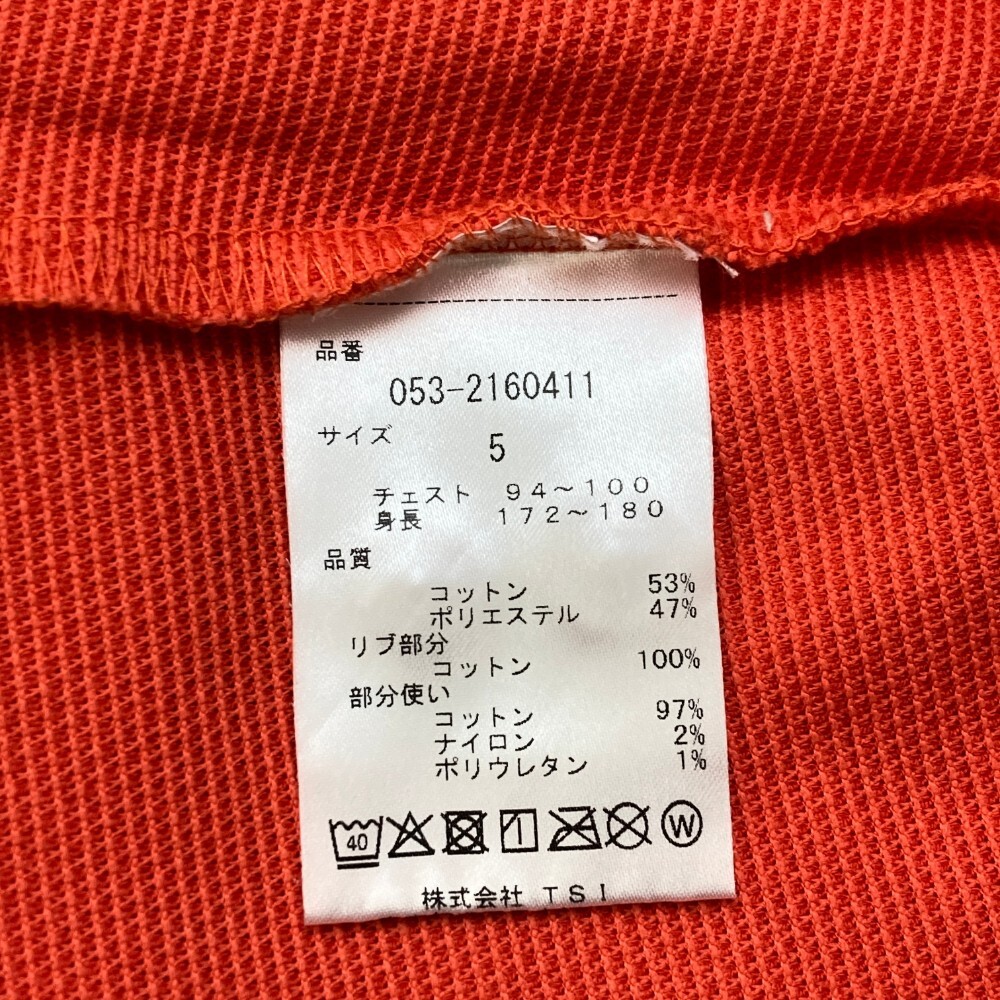 品番
053-2160411
サイズ
5
チェスト 94～100
身長 172～180
品質
コットン 53%
ポリエステル 47%
リブ部分
コットン 100%
部分使い
コットン 97%
ナイロン 2%
ポリウレタン 1%
40 W
株式会社 TSI